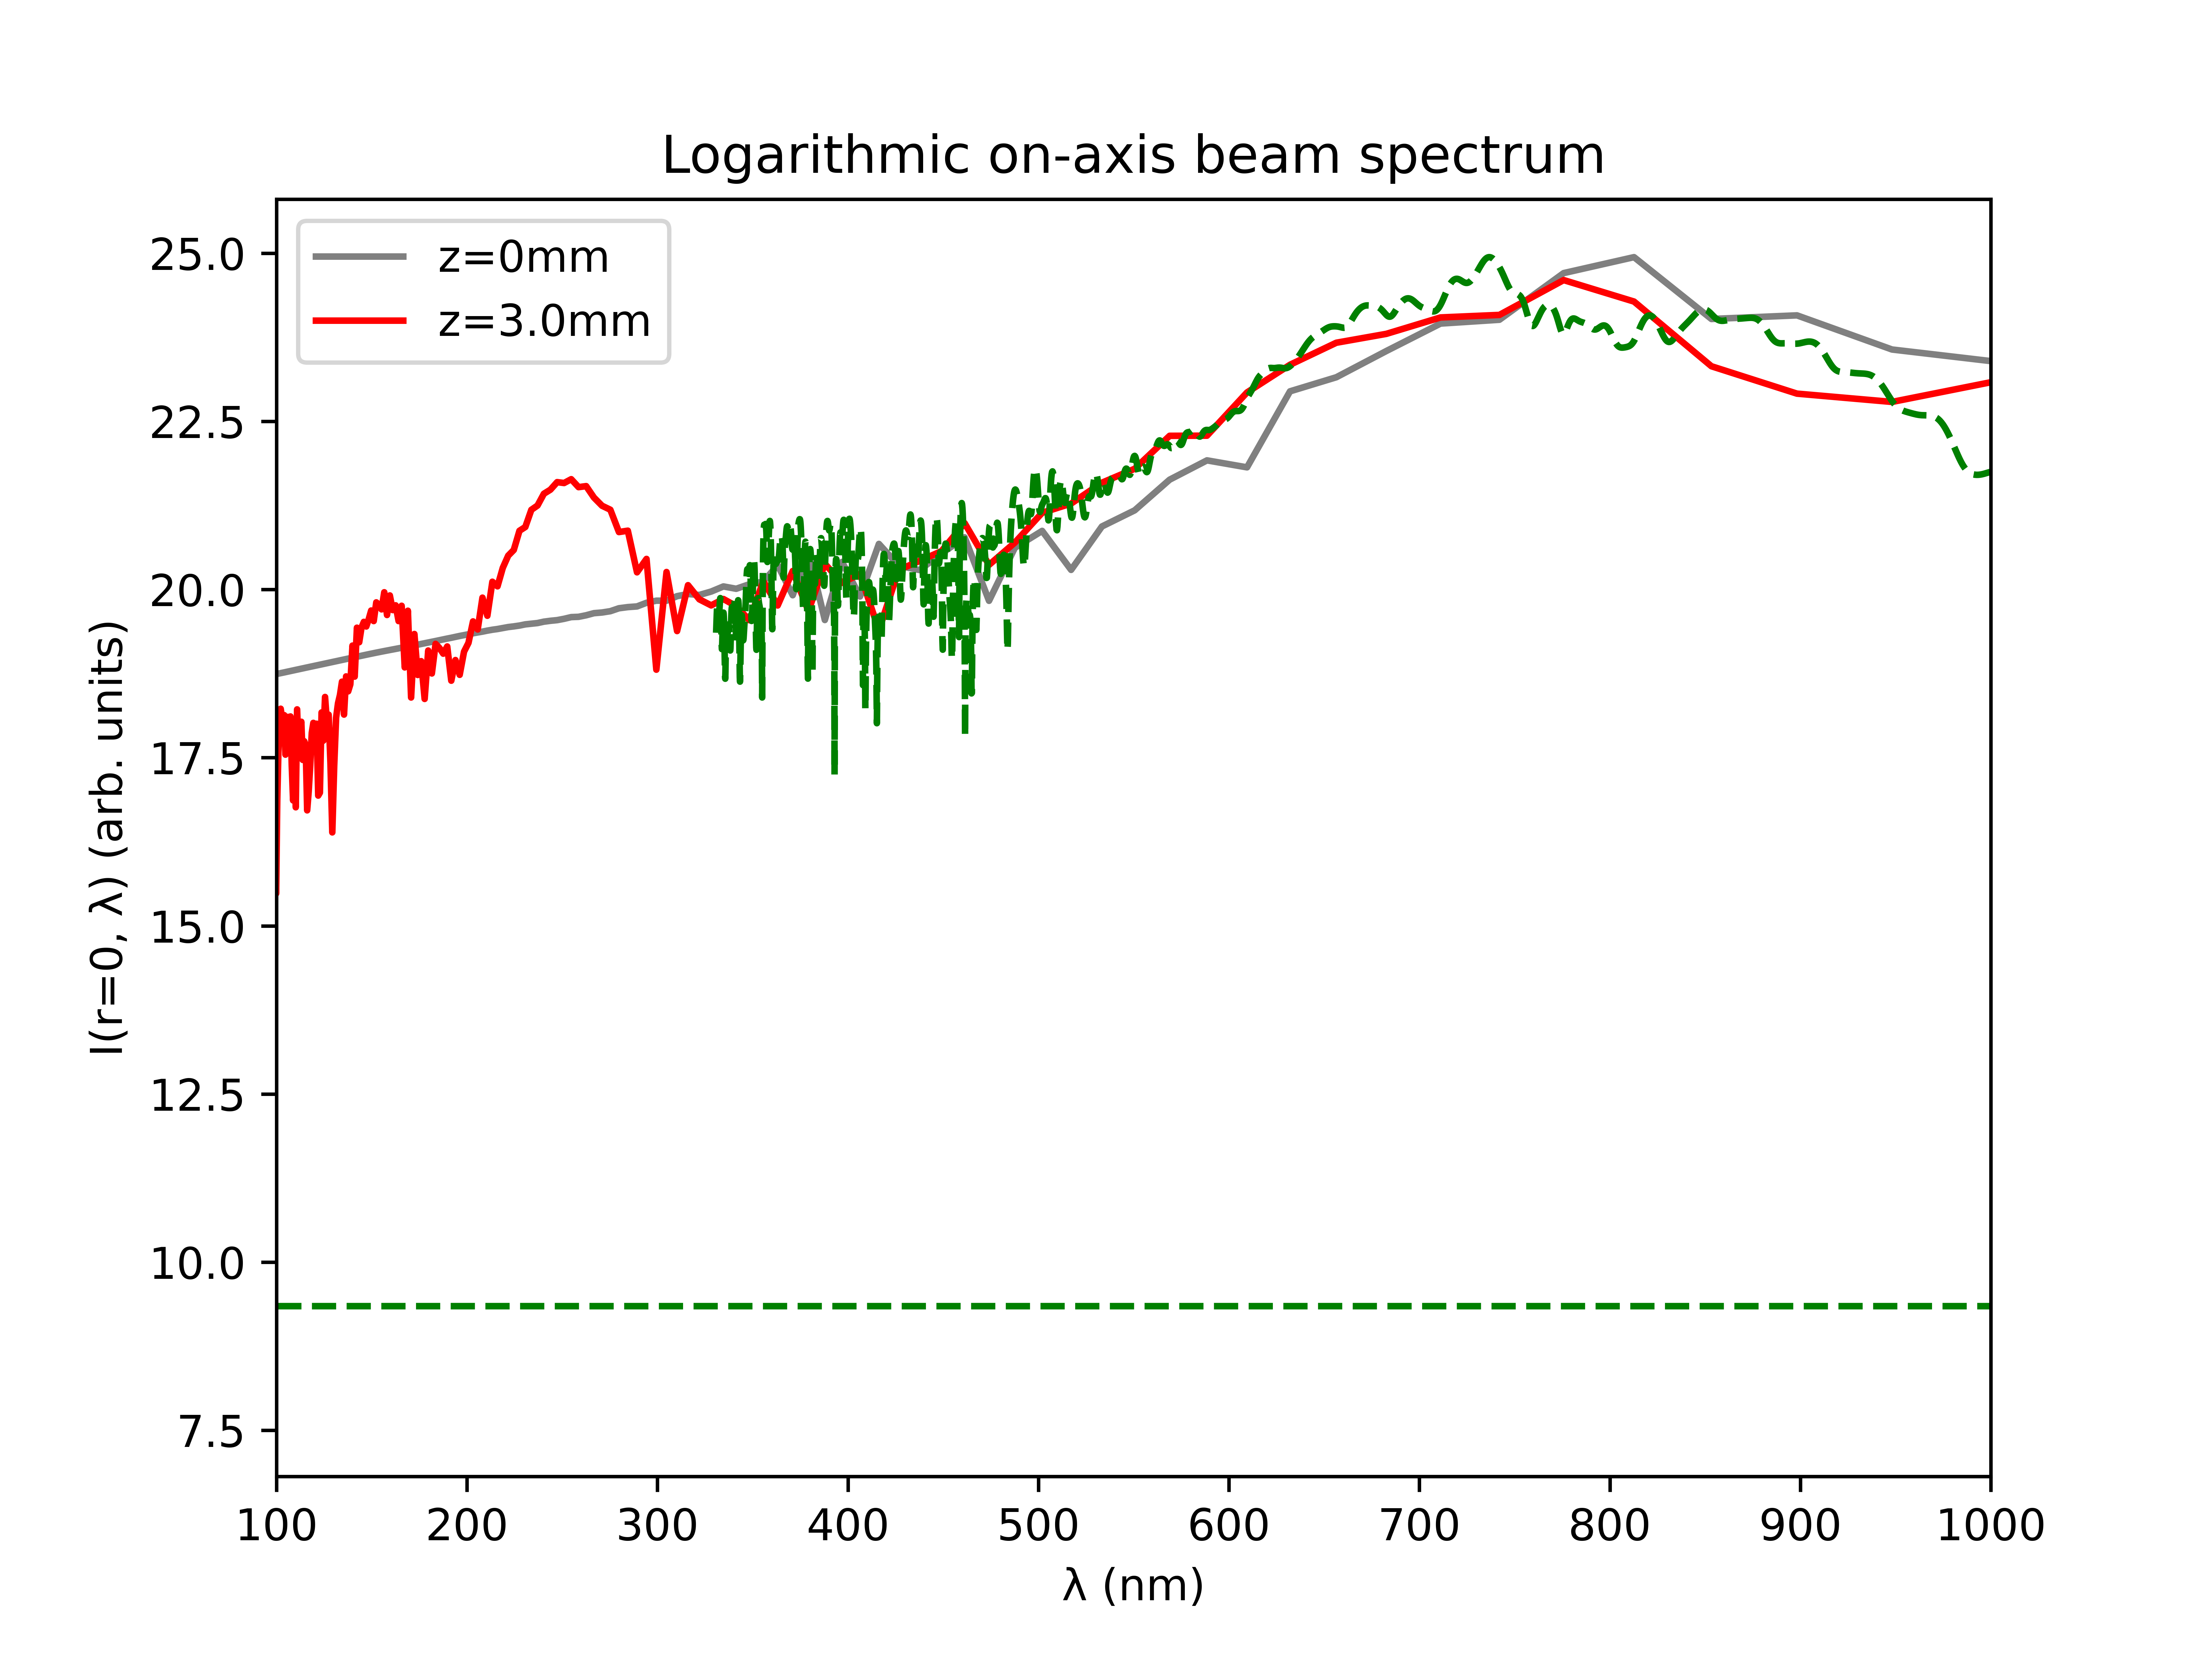 Logarithmic on-axis beam spectrum
z=0mm
z=3.0mm
I(r=0, λ) (arb. units)
25.0
22.5
20.0
17.5
15.0
12.5
10.0
7.5
100 200 300 400 500 600 700 800 900 1000
λ (nm)